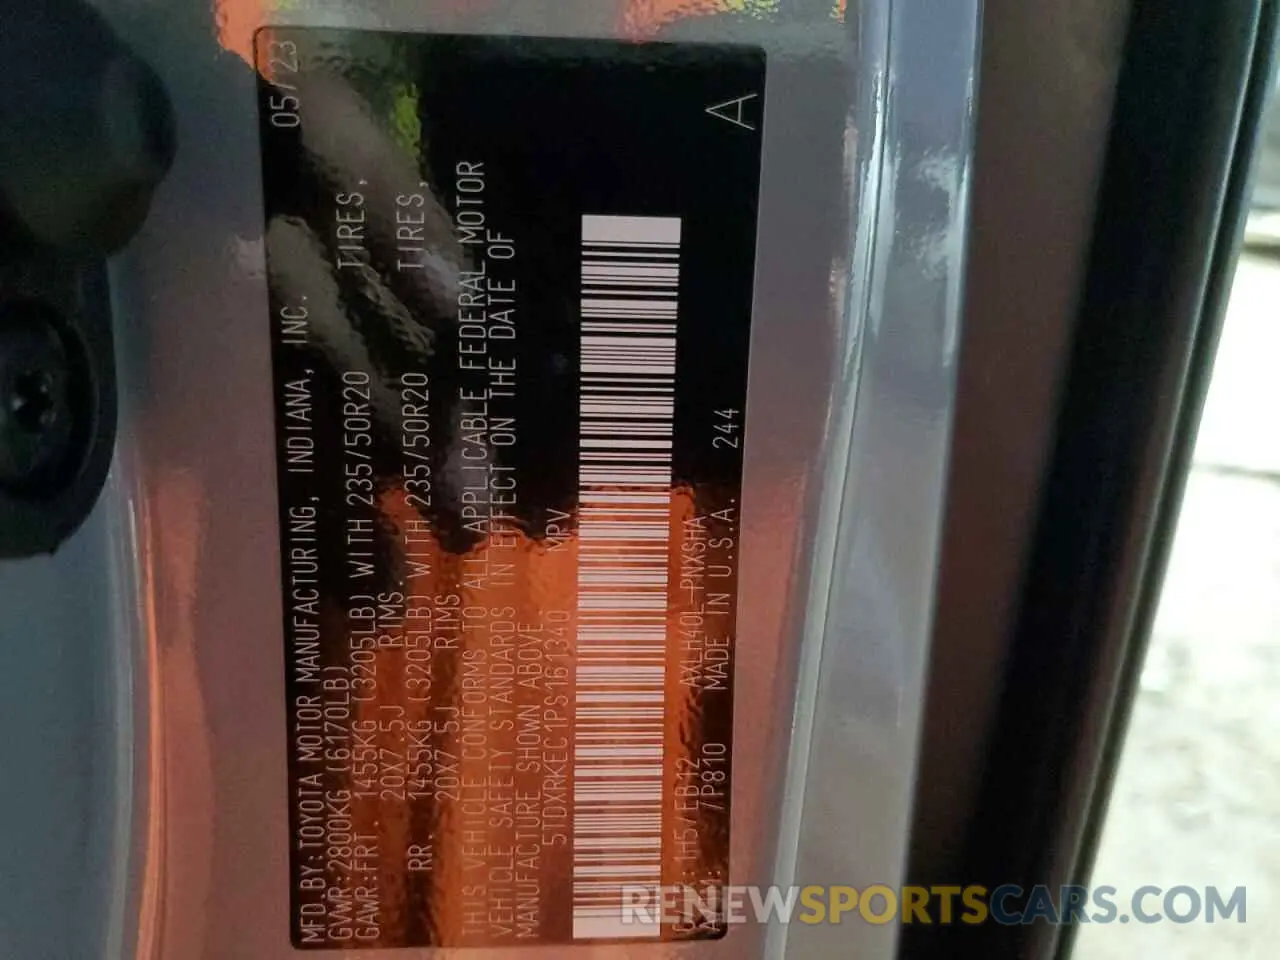 MFD.BY:TOYOTA MOTOR MANUFACTURING, INDIANA, INC. 05/23
GVWR:2800KG (6170LB)
GAWR:FRT. 1455KG (3205LB) WITH 235/50R20 TIRES,
20X7.5J RIMS.
RR. 1455KG (3205LB) WITH 235/50R20 TIRES,
20X7.5J RIMS.
THIS VEHICLE CONFORMS TO ALL APPLICABLE FEDERAL MOTOR
VEHICLE SAFETY STANDARDS IN EFFECT ON THE DATE OF
MANUFACTURE SHOWN ABOVE.
5TDXRKEC1PS161340 MPV
1H5/EB12 AXLH40L-PNXSHA
/P810 MADE IN U.S.A. 244 A
RENEWSPORTSCARS.COM